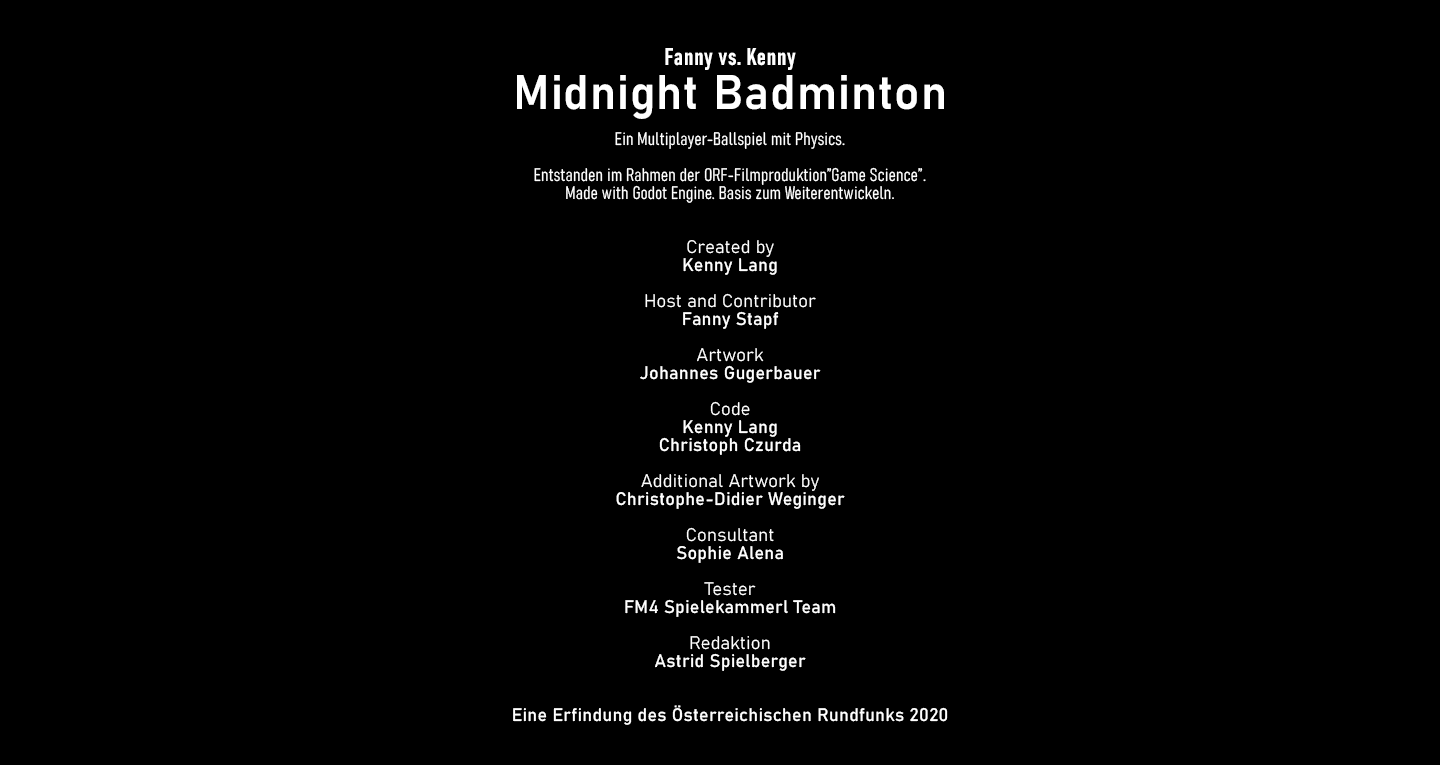 Fanny vs. Kenny
Midnight Badminton
Ein Multiplayer-Ballspiel mit Physics.
Entstanden im Rahmen der ORF-Filmproduktion"Game Science".
Made with Godot Engine. Basis zum Weiterentwickeln.
Created by
Kenny Lang
Host and Contributor
Fanny Stapf
Artwork
Johannes Gugerbauer
Code
Kenny Lang
Christoph Czurda
Additional Artwork by
Christophe-Didier Weginger
Consultant
Sophie Alena
Tester
FM4 Spielekammerl Team
Redaktion
Astrid Spielberger
Eine Erfindung des Österreichischen Rundfunks 2020